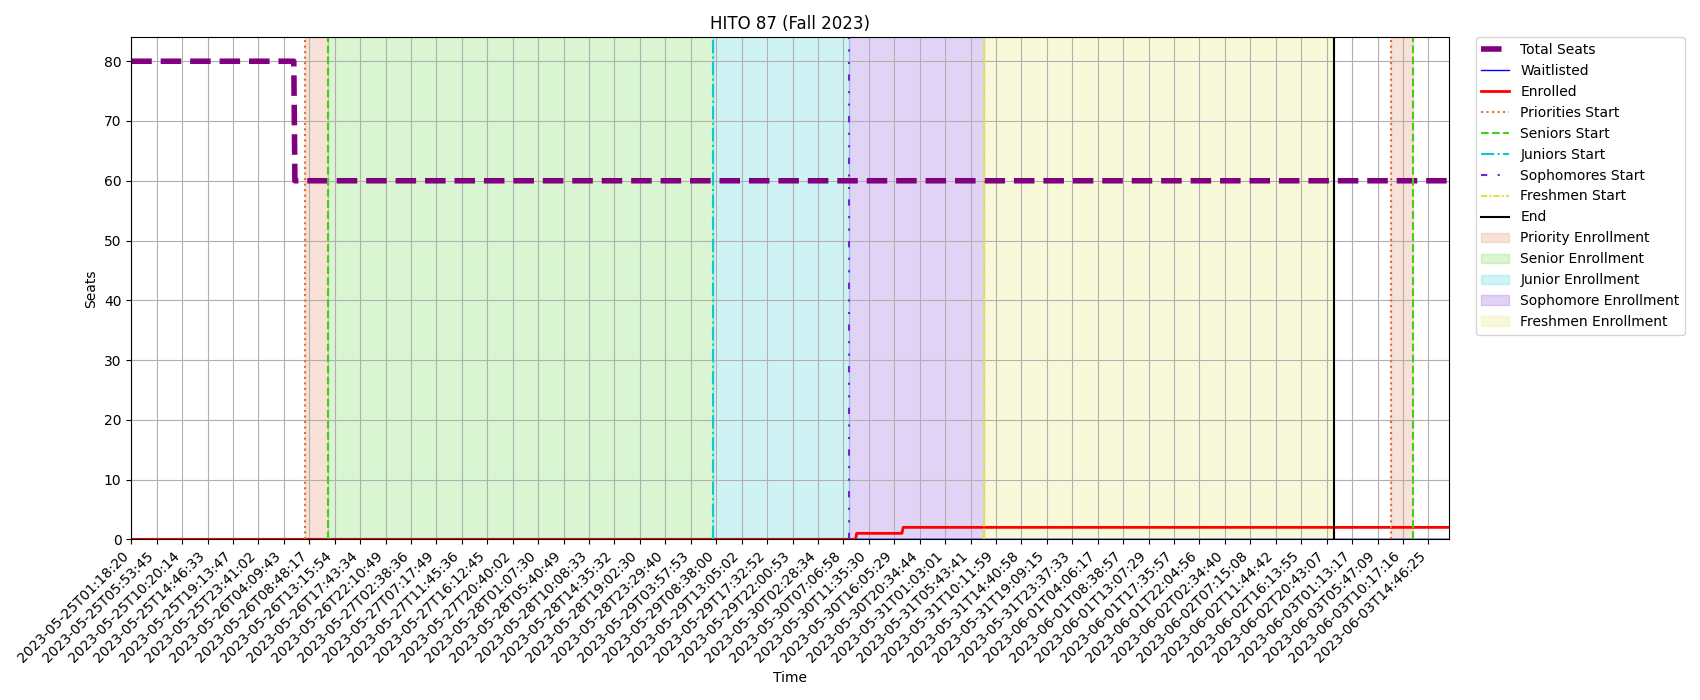 HITO 87 (Fall 2023)
80
70
60
50
40
30
20
10
0
Seats
2023-05-25T01:18:20
2023-05-25T05:53:45
2023-05-25T10:20:14
2023-05-25T14:46:33
2023-05-25T19:13:47
2023-05-25T23:41:02
2023-05-26T04:09:43
2023-05-26T08:48:17
2023-05-26T13:15:54
2023-05-26T17:43:34
2023-05-26T22:10:49
2023-05-27T02:38:36
2023-05-27T07:17:49
2023-05-27T11:45:36
2023-05-27T16:12:45
2023-05-27T20:40:02
2023-05-28T01:07:30
2023-05-28T05:40:49
2023-05-28T10:08:33
2023-05-28T14:35:32
2023-05-28T19:02:30
2023-05-28T23:29:40
2023-05-29T03:57:53
2023-05-29T08:38:00
2023-05-29T13:05:02
2023-05-29T17:32:52
2023-05-29T22:00:53
2023-05-30T02:28:34
2023-05-30T07:06:58
2023-05-30T11:35:30
2023-05-30T16:05:29
2023-05-30T20:34:44
2023-05-31T01:03:01
2023-05-31T05:43:41
2023-05-31T10:11:59
2023-05-31T14:40:58
2023-05-31T19:09:15
2023-05-31T23:37:33
2023-06-01T04:06:17
2023-06-01T08:38:57
2023-06-01T13:07:29
2023-06-01T17:35:57
2023-06-01T22:04:56
2023-06-02T02:34:40
2023-06-02T07:15:08
2023-06-02T11:44:42
2023-06-02T16:13:55
2023-06-02T20:43:07
2023-06-03T01:13:17
2023-06-03T05:47:09
2023-06-03T10:17:16
2023-06-03T14:46:25
Time
Total Seats
Waitlisted
Enrolled
Priorities Start
Seniors Start
Juniors Start
Sophomores Start
Freshmen Start
End
Priority Enrollment
Senior Enrollment
Junior Enrollment
Sophomore Enrollment
Freshmen Enrollment